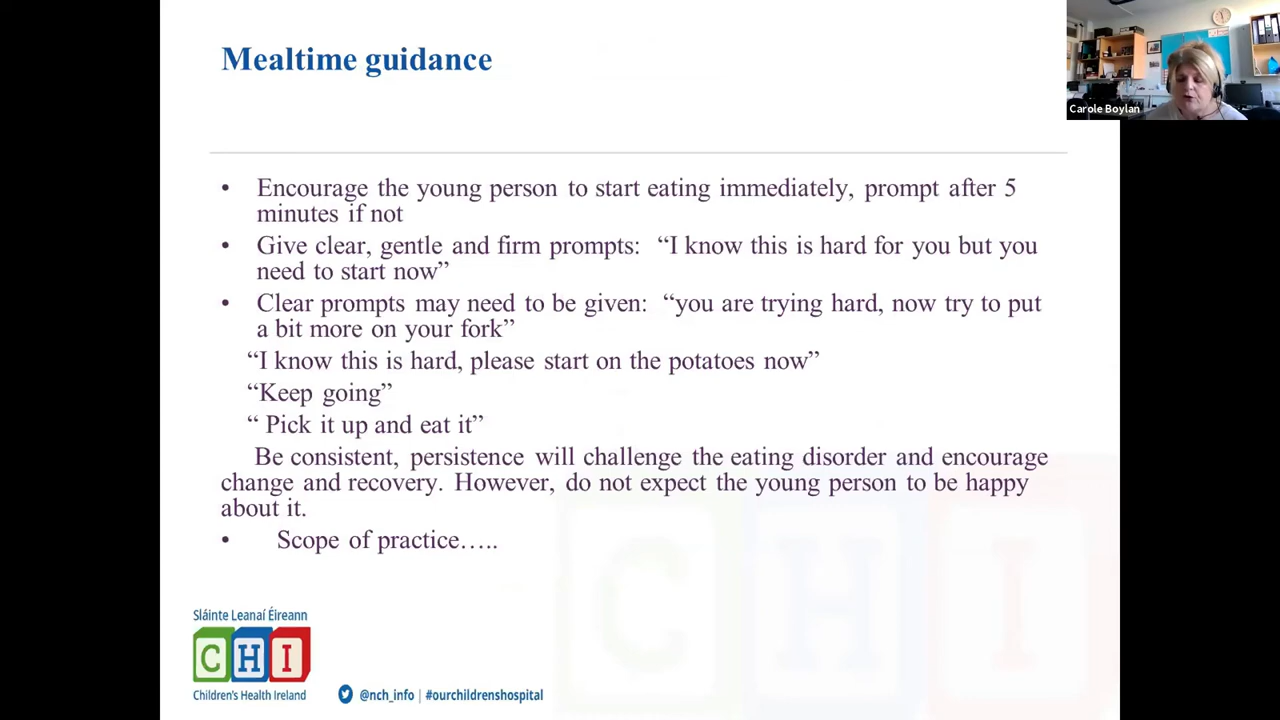 Mealtime guidance
Carole Boylan
• Encourage the young person to start eating immediately, prompt after 5
minutes if not
• Give clear, gentle and firm prompts: “I know this is hard for you but you
need to start now”
• Clear prompts may need to be given: “you are trying hard, now try to put
a bit more on your fork”
“I know this is hard, please start on the potatoes now”
“Keep going”
“ Pick it up and eat it”
Be consistent, persistence will challenge the eating disorder and encourage
change and recovery. However, do not expect the young person to be happy
about it.
• Scope of practice…..
Sláinte Leanaí Éireann
CHI
Children's Health Ireland
@nch_info | #ourchildrenshospital
CHI